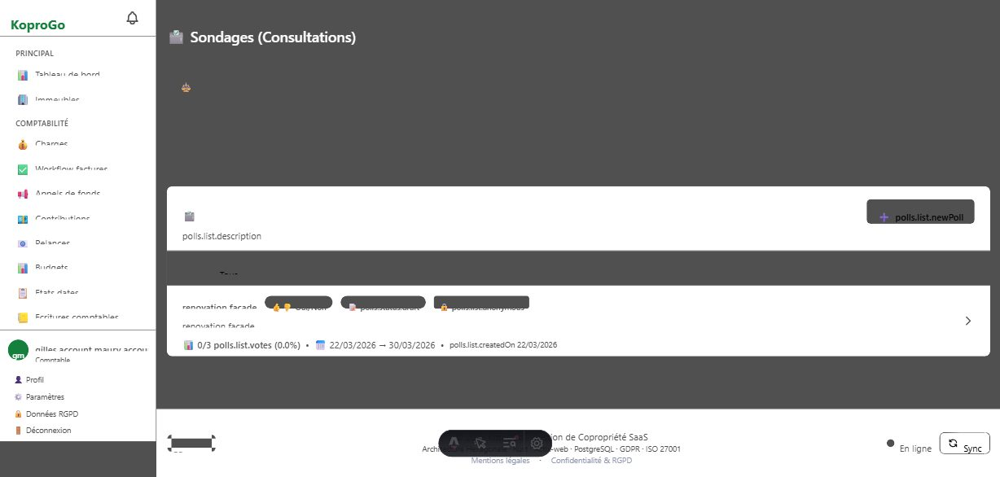 KoproGo
PRINCIPAL
Tableau de bord
Immeubles
COMPTABILITÉ
Charges
Workflow factures
Appels de fonds
Contributions
Relances
Budgets
Etats dates
Ecritures comptables
gm gilles account maury accou
Comptable
Profil
Paramètres
Données RGPD
Déconnexion
Sondages (Consultations)
polls.list.newPoll
polls.list.description
Tous
renovation facade Oui/Non polls.status.draft polls.list.anonymous
renovation facade
0/3 polls.list.votes (0.0%) • 22/03/2026 → 30/03/2026 • polls.list.createdOn 22/03/2026
ion de Copropriété SaaS
-web · PostgreSQL · GDPR · ISO 27001
Mentions légales · Confidentialité & RGPD
En ligne
Sync